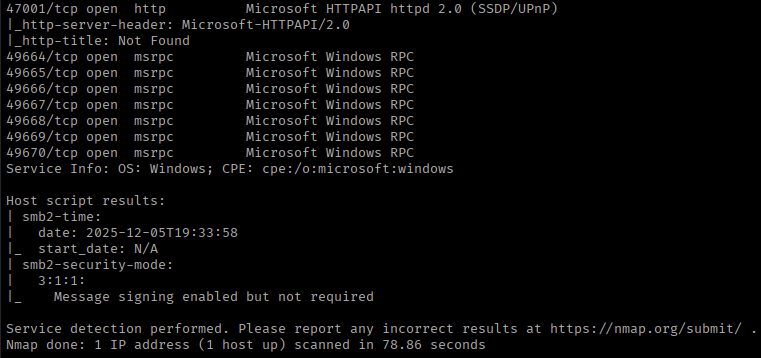 47001/tcp open  http          Microsoft HTTPAPI httpd 2.0 (SSDP/UPnP)
|_http-server-header: Microsoft-HTTPAPI/2.0
|_http-title: Not Found
49664/tcp open  msrpc         Microsoft Windows RPC
49665/tcp open  msrpc         Microsoft Windows RPC
49666/tcp open  msrpc         Microsoft Windows RPC
49667/tcp open  msrpc         Microsoft Windows RPC
49668/tcp open  msrpc         Microsoft Windows RPC
49669/tcp open  msrpc         Microsoft Windows RPC
49670/tcp open  msrpc         Microsoft Windows RPC
Service Info: OS: Windows; CPE: cpe:/o:microsoft:windows
Host script results:
| smb2-time:
|   date: 2025-12-05T19:33:58
|_  start_date: N/A
| smb2-security-mode:
|   3:1:1:
|_    Message signing enabled but not required
Service detection performed. Please report any incorrect results at https://nmap.org/submit/ .
Nmap done: 1 IP address (1 host up) scanned in 78.86 seconds